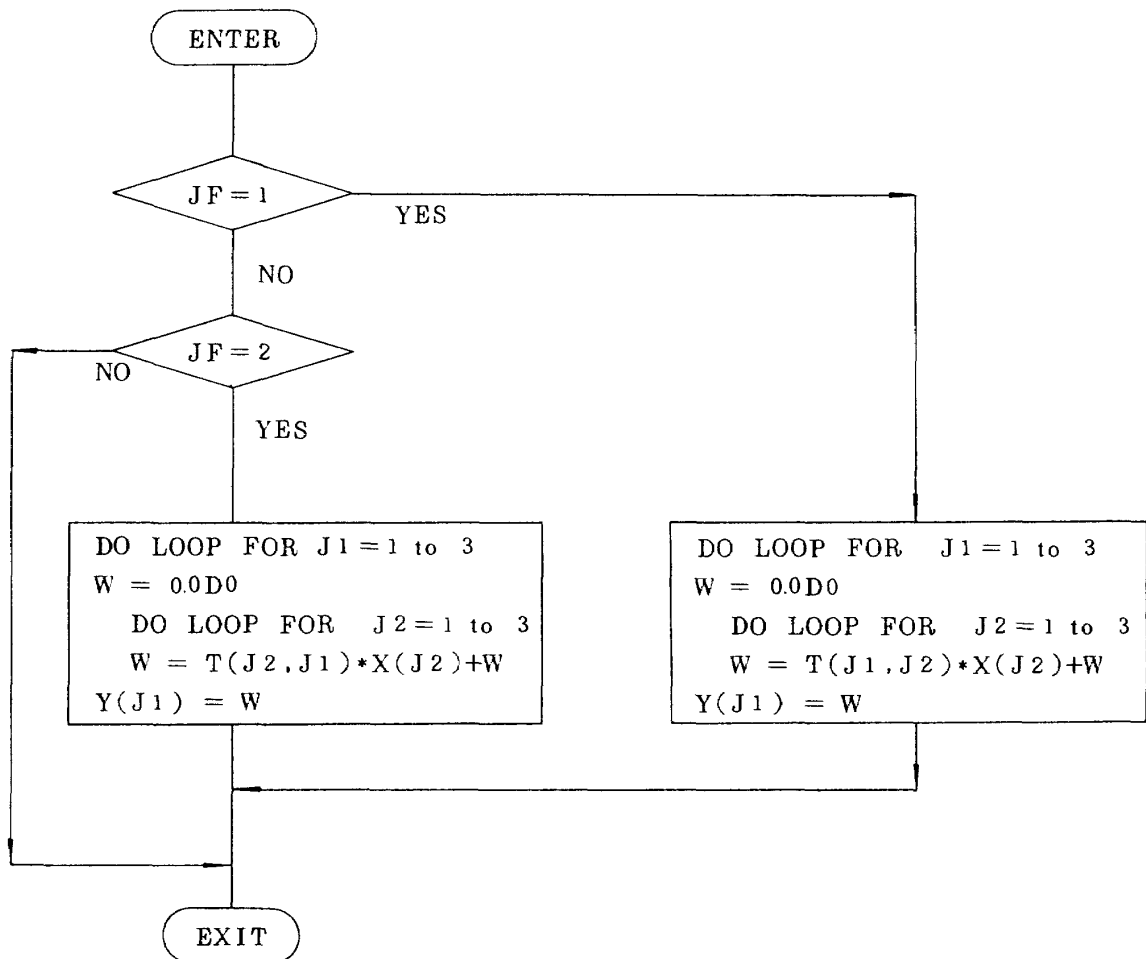 ENTER
JF=1
YES
NO
JF=2
NO
YES
DO LOOP FOR J1=1 to 3
W = 0.0D0
DO LOOP FOR J2=1 to 3
W = T(J2,J1)*X(J2)+W
Y(J1) = W
DO LOOP FOR J1=1 to 3
W = 0.0D0
DO LOOP FOR J2=1 to 3
W = T(J1,J2)*X(J2)+W
Y(J1) = W
EXIT